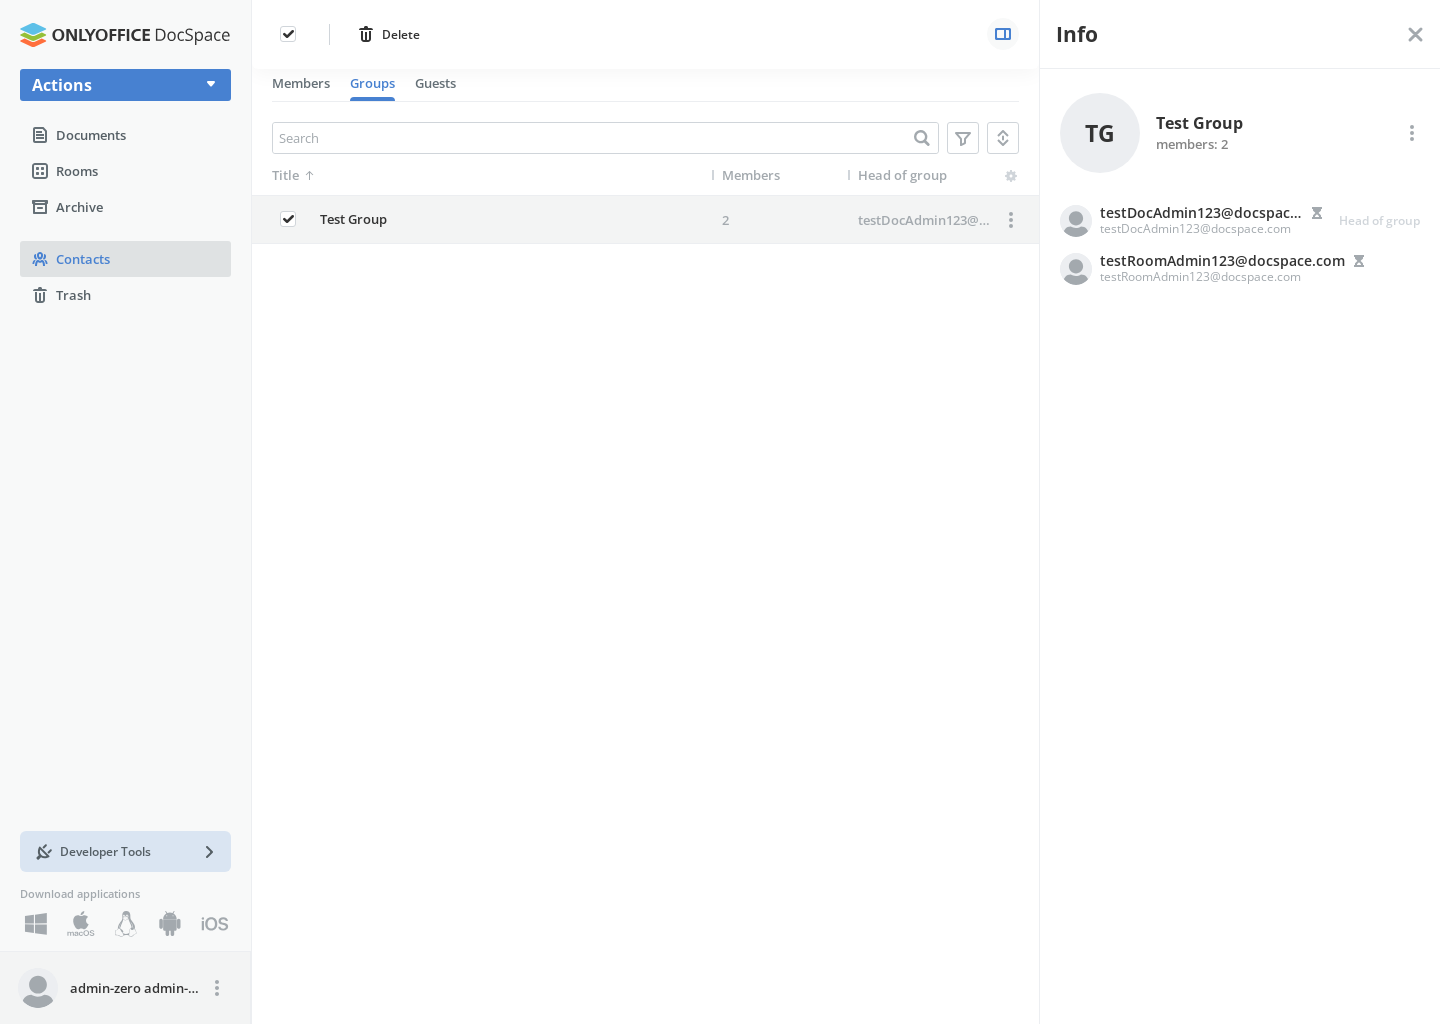 ONLYOFFICE DocSpace
Actions
Documents
Rooms
Archive
Contacts
Trash
Developer Tools
Download applications
macOS
iOS
admin-zero admin-...
Delete
Members Groups Guests
Search
Title Members Head of group
Test Group 2 testDocAdmin123@...
Info
TG
Test Group
members: 2
testDocAdmin123@docspac...
testDocAdmin123@docspace.com
Head of group
testRoomAdmin123@docspace.com
testRoomAdmin123@docspace.com